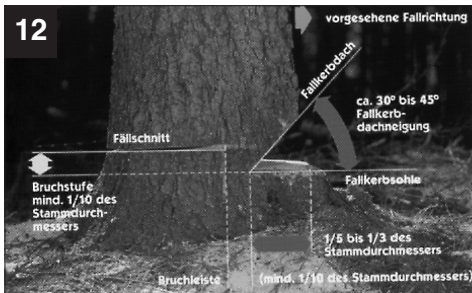 12
vorgesehene Fallrichtung
Fallkerbdach
ca. 30° bis 45°
Fallkerb-
dachneigung
Fällschnitt
Bruchstufe
mind. 1/10 des
Stammdurch-
messers
Fallkerbsohle
1/5 bis 1/3 des
Stammdurchmessers
Bruchleiste
(mind. 1/10 des Stammdurchmessers)